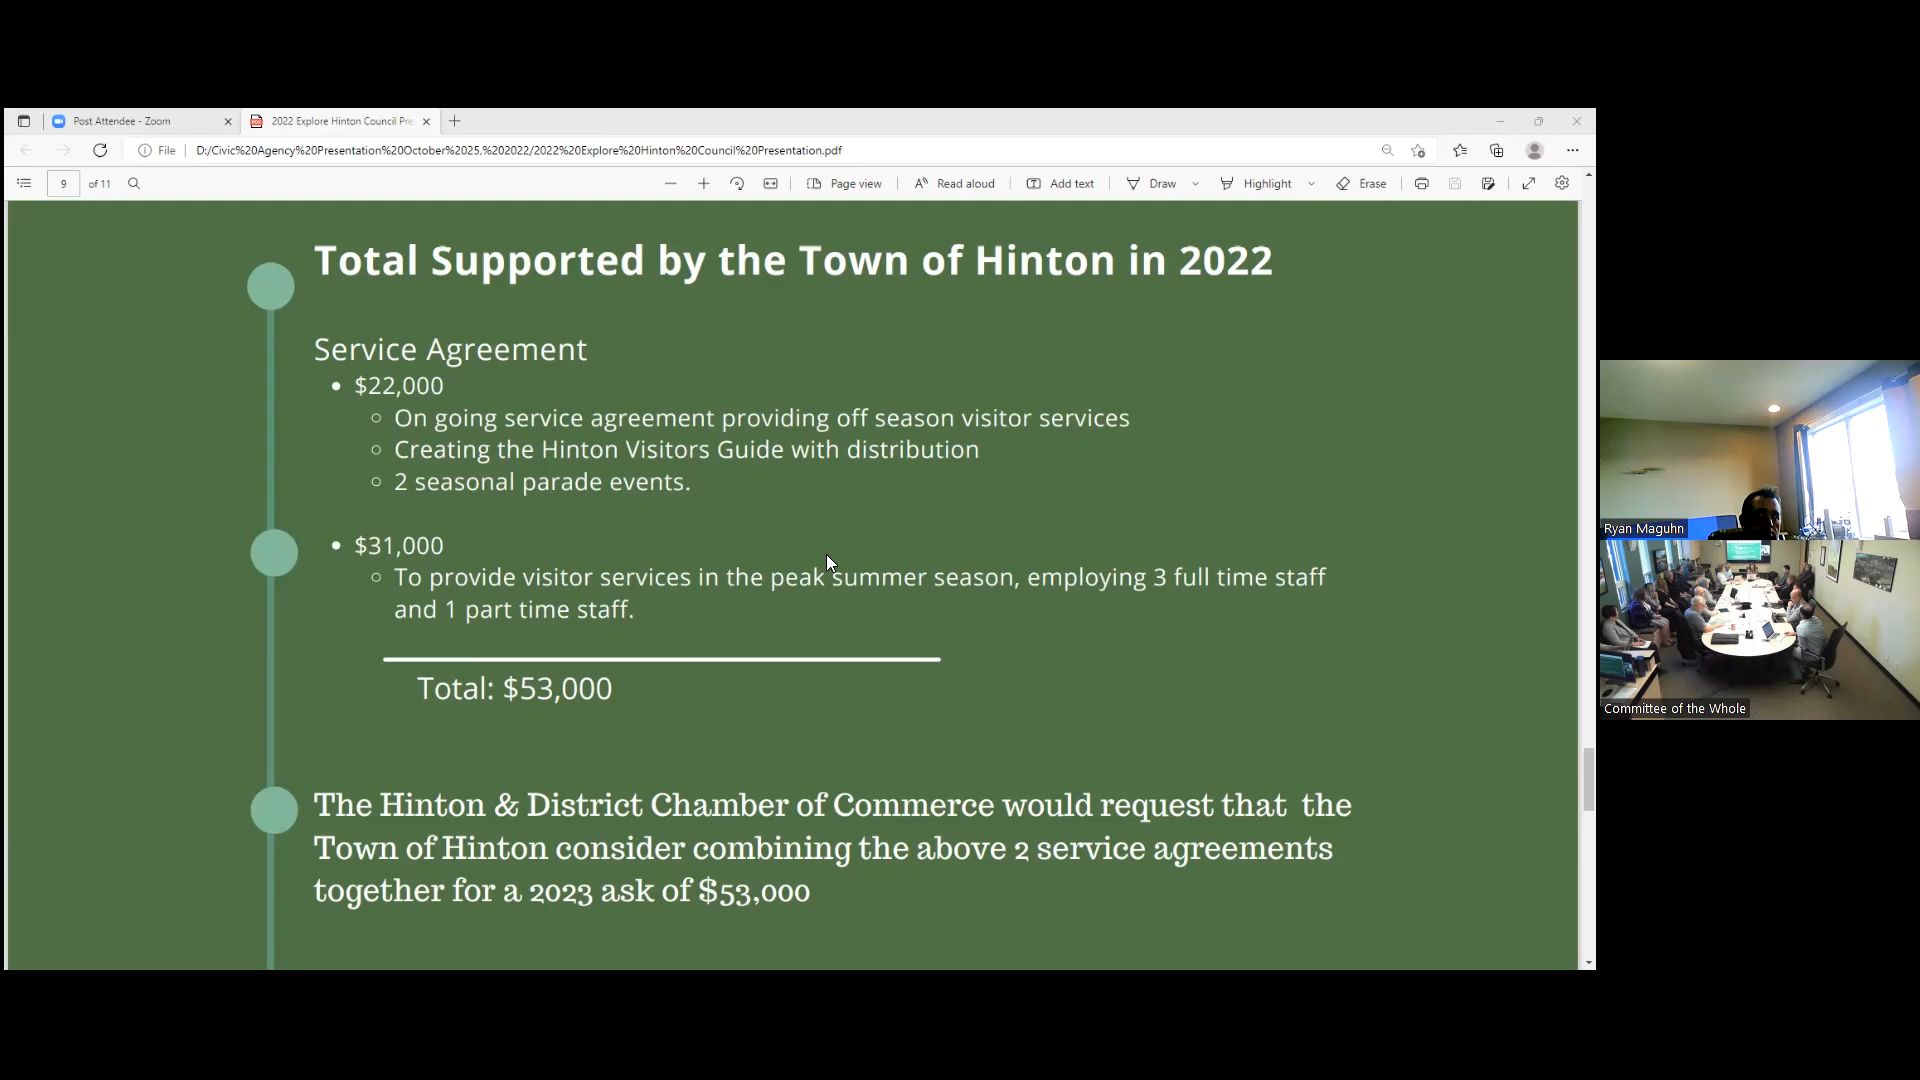 Post Attendee - Zoom
2022 Explore Hinton Council Pre
File
D:/Civic%20Agency%20Presentation%20October%2025,%202022/2022%20Explore%20Hinton%20Council%20Presentation.pdf
9 of 11
Page view
Read aloud
Add text
Draw
Highlight
Erase
Total Supported by the Town of Hinton in 2022
Service Agreement
• $22,000
○ On going service agreement providing off season visitor services
○ Creating the Hinton Visitors Guide with distribution
○ 2 seasonal parade events.
• $31,000
○ To provide visitor services in the peak summer season, employing 3 full time staff
and 1 part time staff.
Total: $53,000
The Hinton & District Chamber of Commerce would request that the
Town of Hinton consider combining the above 2 service agreements
together for a 2023 ask of $53,000
Ryan Maguhn
Committee of the Whole